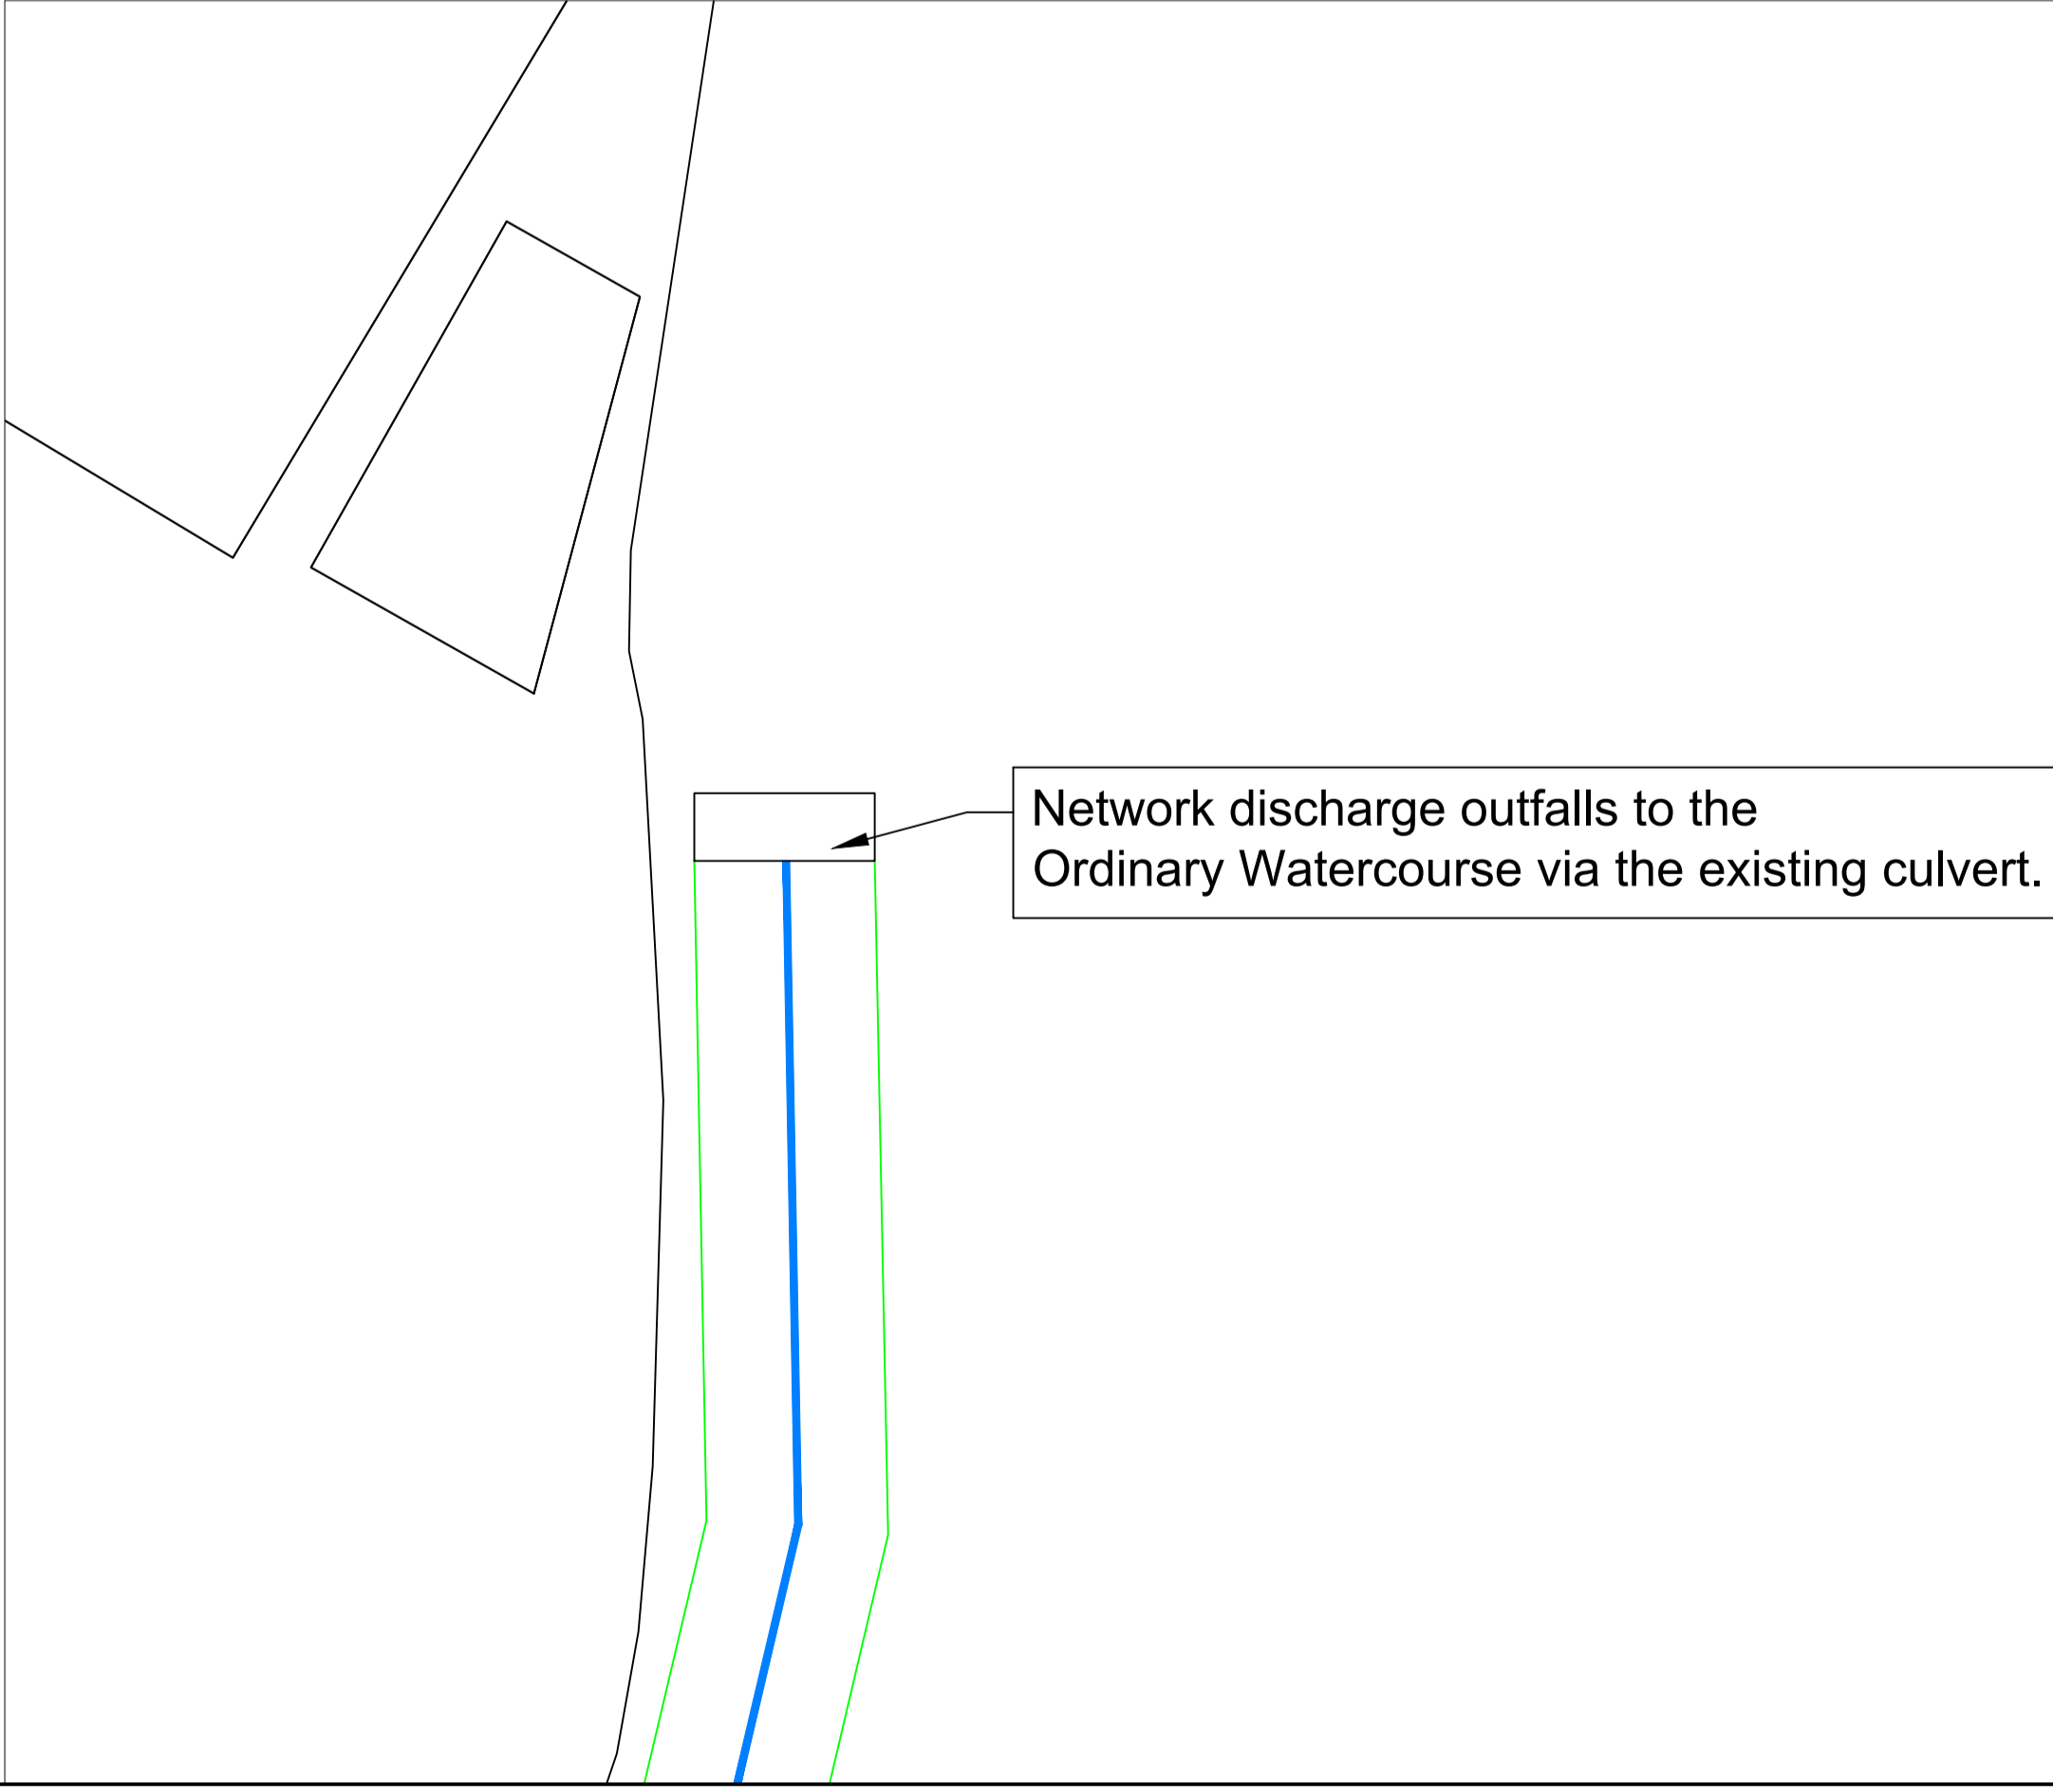 Network discharge outfalls to the
Ordinary Watercourse via the existing culvert.